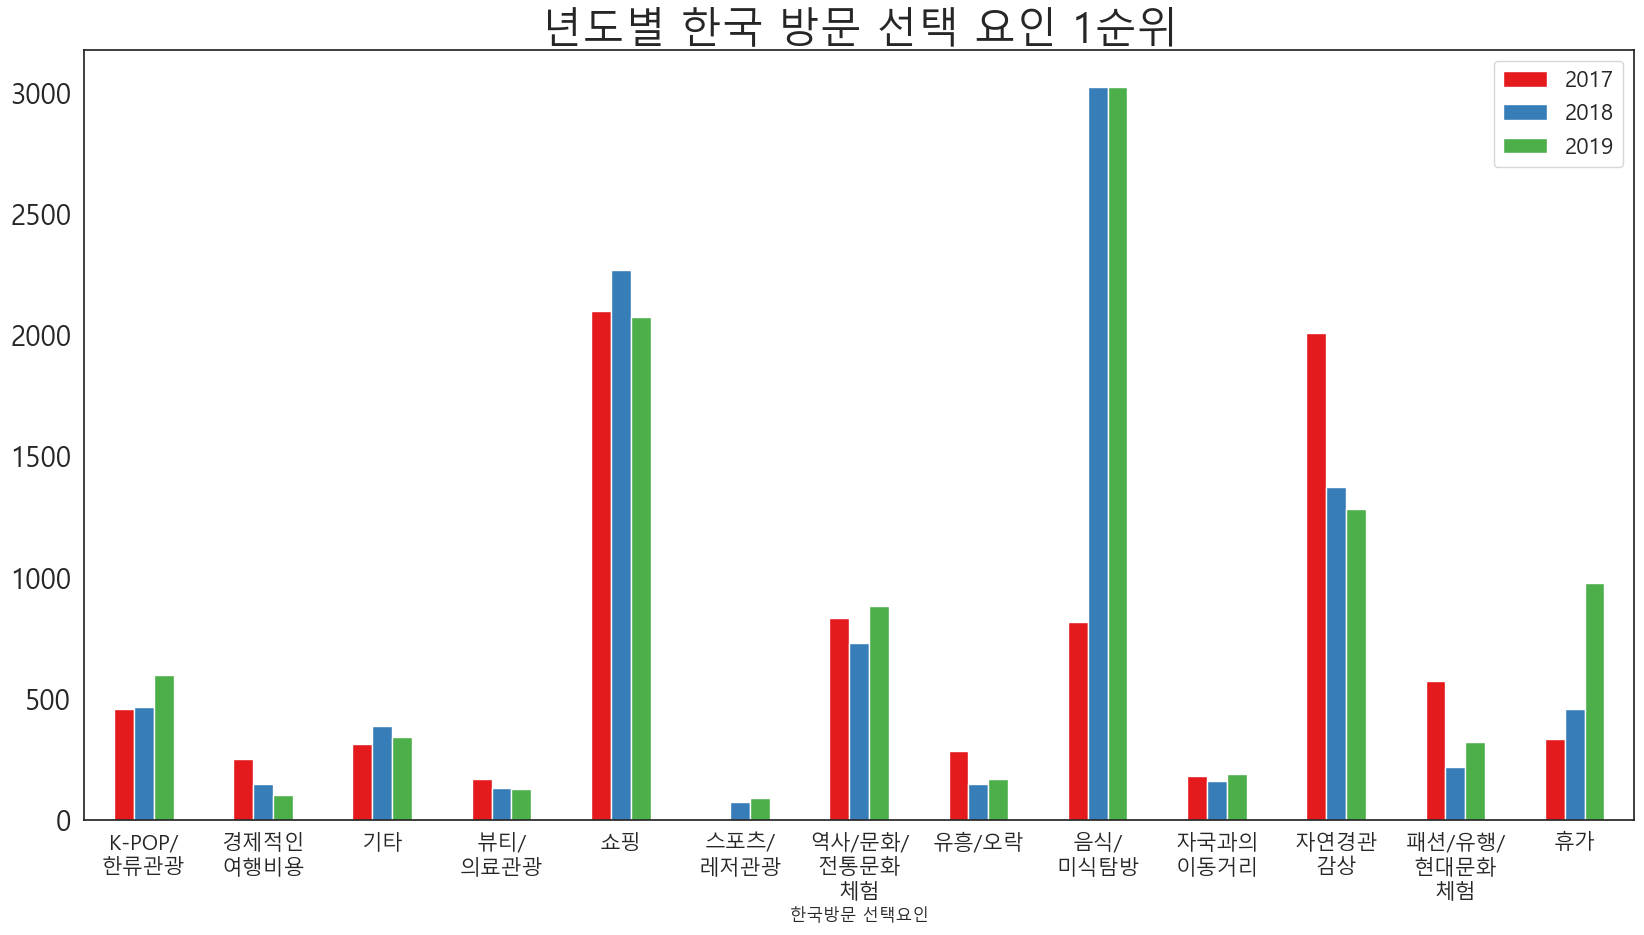 년도별 한국 방문 선택 요인 1순위
3000
2500
2000
1500
1000
500
0
2017
2018
2019
K-POP/
한류관광
경제적인
여행비용
기타
뷰티/
의료관광
쇼핑
스포츠/
레저관광
역사/문화/
전통문화
체험
유흥/오락
음식/
미식탐방
자국과의
이동거리
자연경관
감상
패션/유행/
현대문화
체험
휴가
한국방문 선택요인